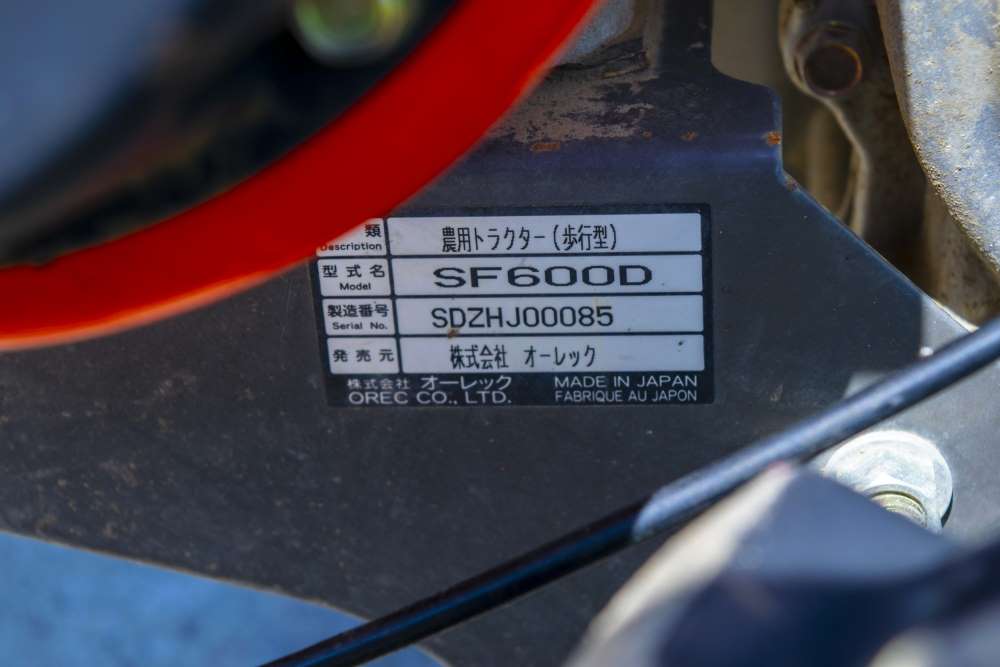 類 農用トラクター(歩行型)
Description
型式名 SF600D
Model
製造番号 SDZHJ00085
Serial No.
発売元 株式会社 オーレック
株式会社 オーレック MADE IN JAPAN
OREC CO., LTD. FABRIQUE AU JAPON